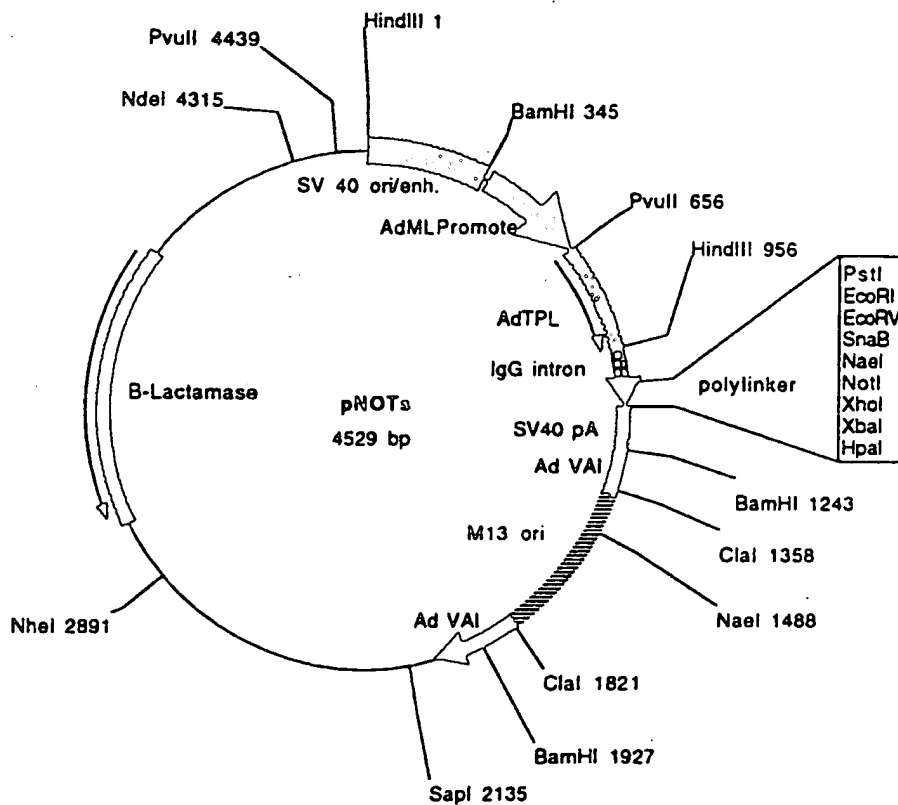 HindIII 1
PvuII 4439
NdeI 4315
BamHI 345
SV 40 ori/enh.
AdMLPromote
PvuII 656
HindIII 956
AdTPL
IgG intron
polylinker
PstI
EcoRI
EcoRV
SnaB
NaeI
NotI
XhoI
XbaI
HpaI
B-Lactamase
pNOTs
4529 bp
SV40 pA
Ad VAI
BamHI 1243
M13 ori
ClaI 1358
NaeI 1488
NheI 2891
Ad VAI
ClaI 1821
BamHI 1927
SapI 2135